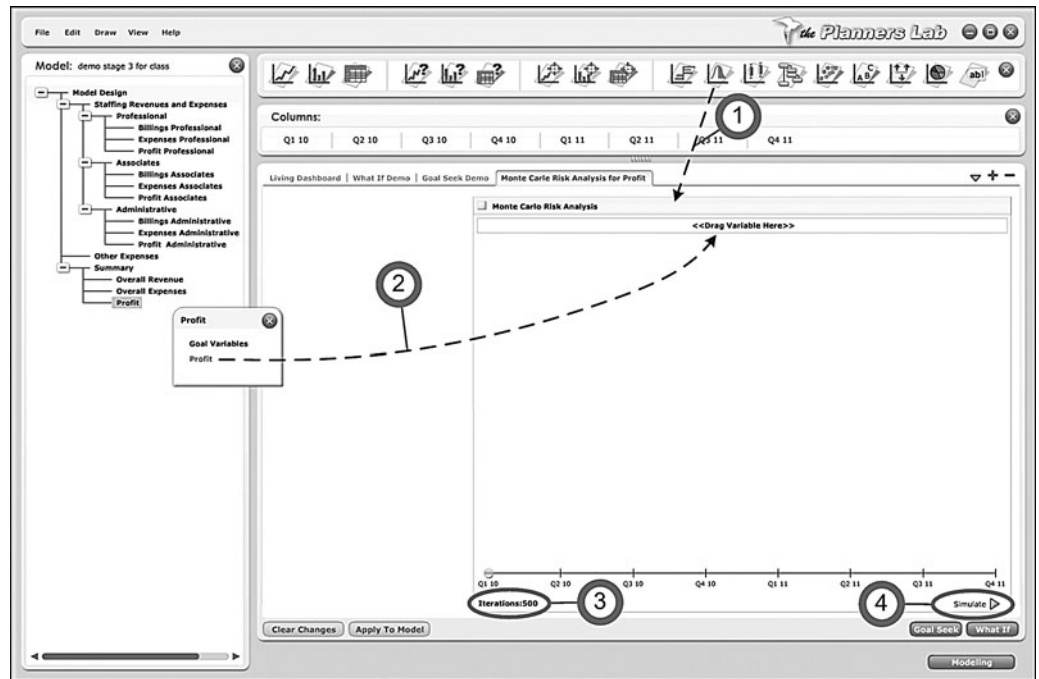 File Edit Draw View Help
the Planners Lab
Model: demo stage 3 for class
Model Design
Staffing Revenues and Expenses
Professional
Billings Professional
Expenses Professional
Profit Professional
Associates
Billings Associates
Expenses Associates
Profit Associates
Administrative
Billings Administrative
Expenses Administrative
Profit Administrative
Other Expenses
Summary
Overall Revenue
Overall Expenses
Profit
Profit
Goal Variables
Profit
? ? ?
A B C
abl
Columns:
Q1 10 Q2 10 Q3 10 Q4 10 Q1 11 Q2 11 Q3 11 Q4 11
1
Living Dashboard | What If Demo | Goal Seek Demo | Monte Carle Risk Analysis for Profit
Monte Carlo Risk Analysis
<<Drag Variable Here>>
2
Q1 10 Q2 10 Q3 10 Q4 10 Q1 11 Q2 11 Q3 11 Q4 11
Iterations:500 3 4 Simulate
Clear Changes Apply To Model Goal Seek What If
Modeling